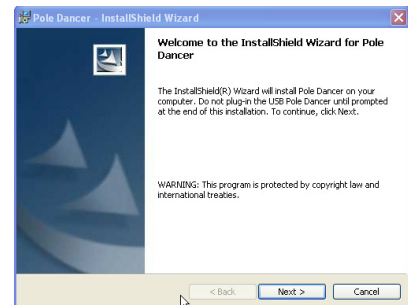 Pole Dancer - InstallShield Wizard
Welcome to the InstallShield Wizard for Pole
Dancer
The InstallShield(R) Wizard will install Pole Dancer on your
computer. Do not plug-in the USB Pole Dancer until prompted
at the end of this installation. To continue, click Next.
WARNING: This program is protected by copyright law and
international treaties.
< Back
Next >
Cancel